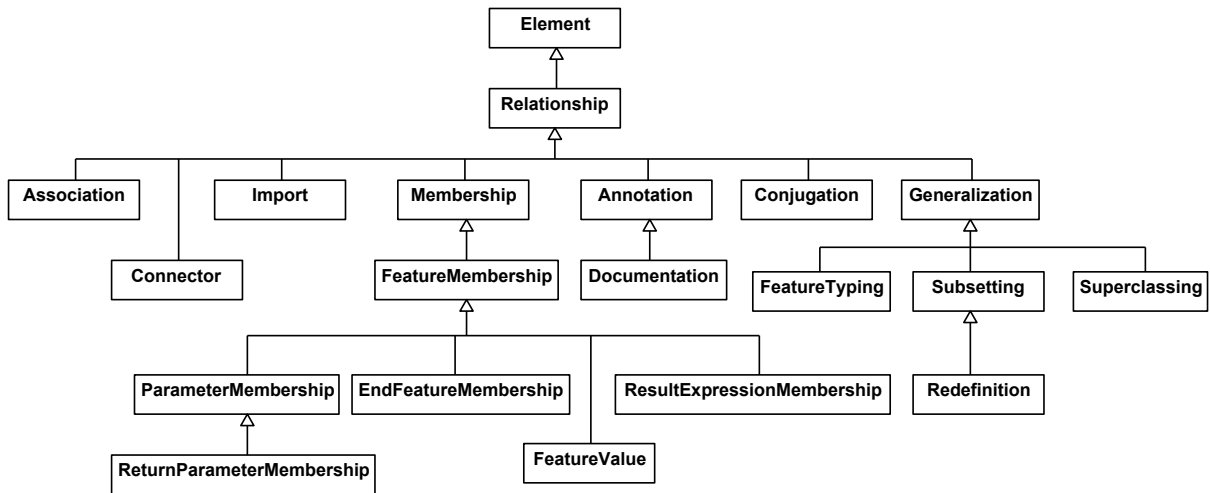 Element
Relationship
Association
Import
Membership
Annotation
Conjugation
Generalization
Connector
FeatureMembership
Documentation
FeatureTyping
Subsetting
Superclassing
ParameterMembership
EndFeatureMembership
ResultExpressionMembership
Redefinition
ReturnParameterMembership
FeatureValue